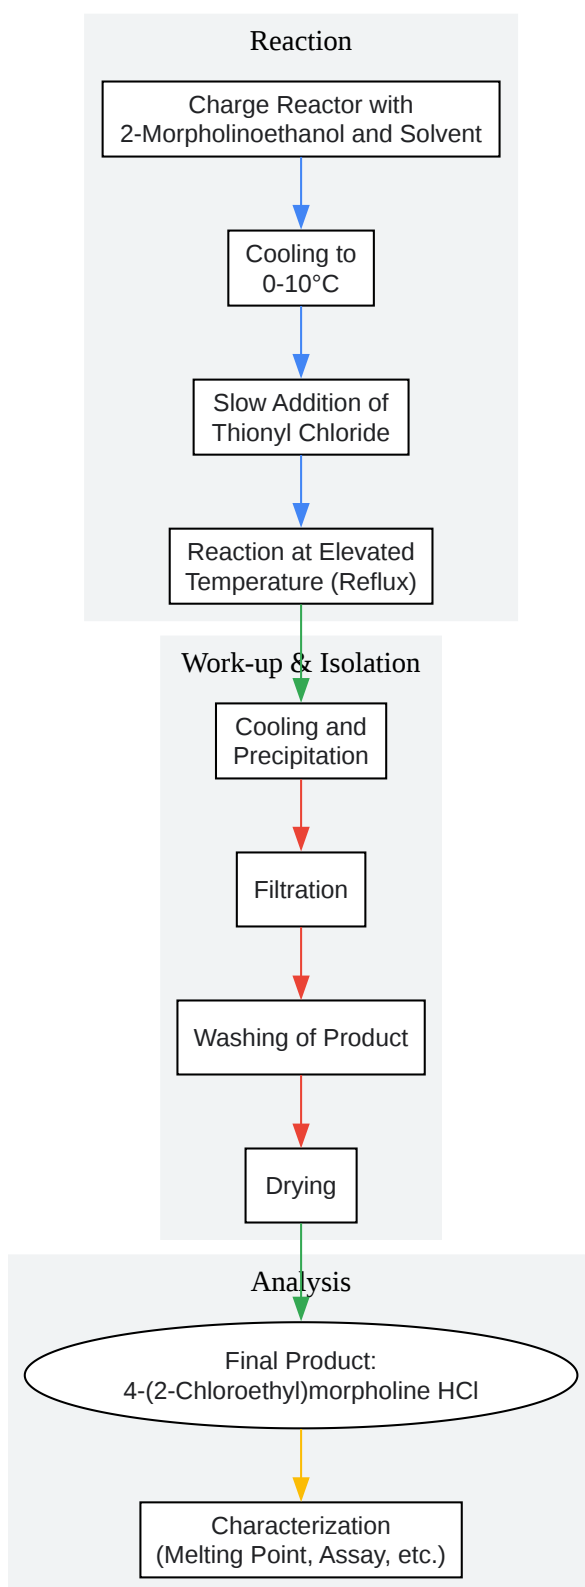 Reaction
Charge Reactor with
2-Morpholinoethanol and Solvent
Cooling to
0-10°C
Slow Addition of
Thionyl Chloride
Reaction at Elevated
Temperature (Reflux)
Work-up & Isolation
Cooling and
Precipitation
Filtration
Washing of Product
Drying
Analysis
Final Product:
4-(2-Chloroethyl)morpholine HCl
Characterization
(Melting Point, Assay, etc.)